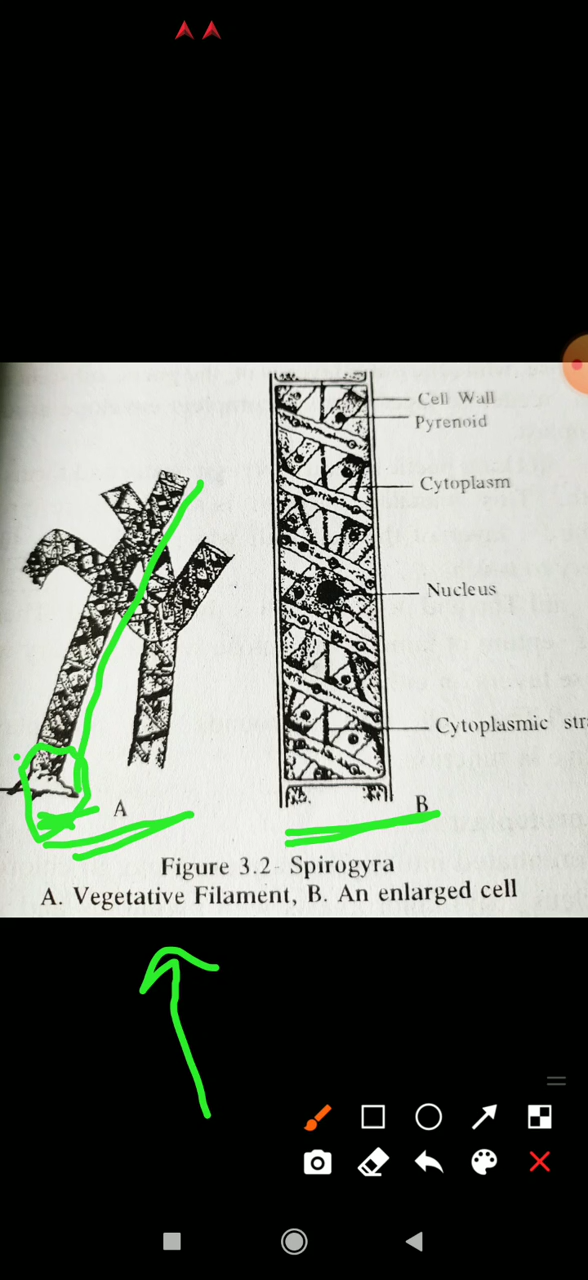 Cell Wall
Pyrenoid
Cytoplasm
Nucleus
Cytoplasmic str
A
B
Figure 3.2- Spirogyra
A. Vegetative Filament, B. An enlarged cell